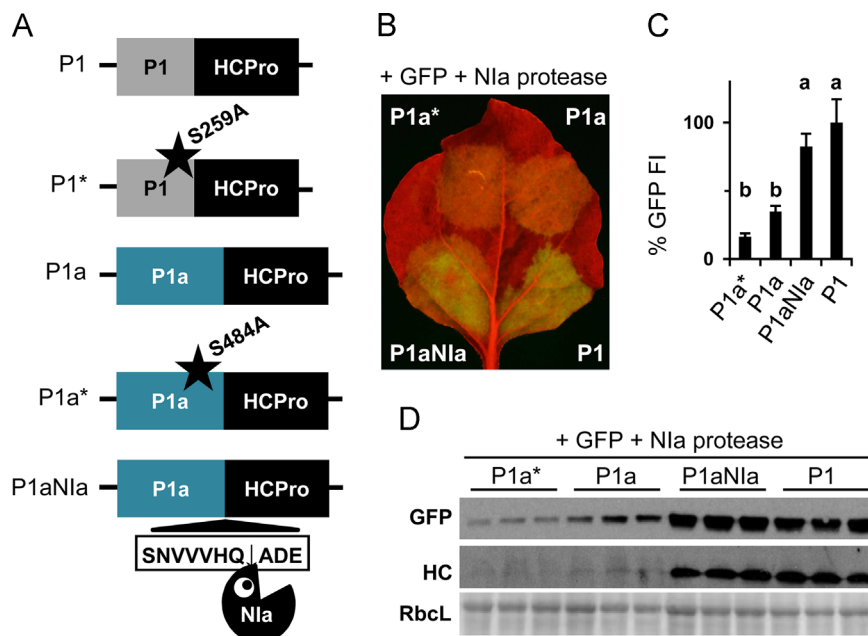 A
P1
P1
HCPro
S259A
P1*
P1
HCPro
P1a
P1a
HCPro
S484A
P1a*
P1a
HCPro
P1aNIa
P1a
HCPro
SNVVVHQ|ADE
NIa
B
+ GFP + NIa protease
P1a*
P1a
P1aNIa
P1
C
% GFP FI
100
0
b
b
a
a
P1a*
P1a
P1aNIa
P1
D
+ GFP + NIa protease
P1a*
P1a
P1aNIa
P1
GFP
HC
RbcL